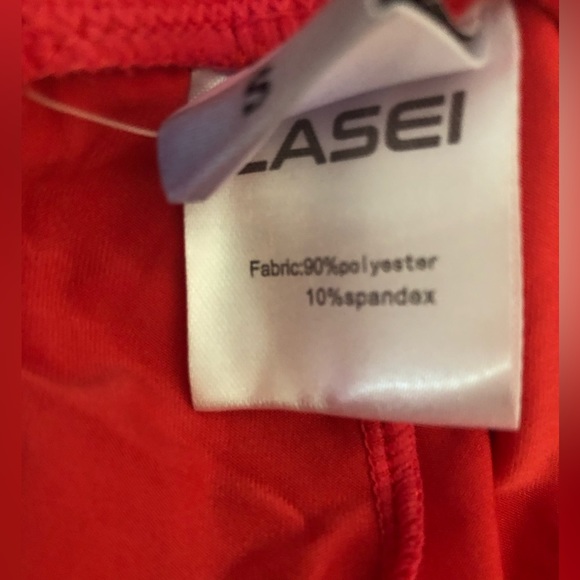 S
LASEI
Fabric:90%polyester
10%spandex